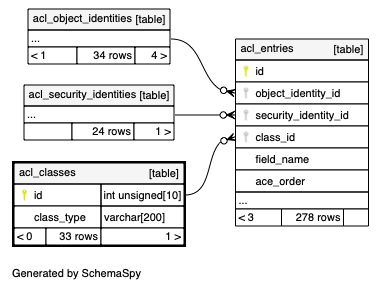 acl_object_identities [table]
...
< 1 34 rows 4 >
acl_security_identities [table]
...
24 rows 1 >
acl_classes [table]
id int unsigned[10]
class_type varchar[200]
< 0 33 rows 1 >
acl_entries [table]
id
object_identity_id
security_identity_id
class_id
field_name
ace_order
...
< 3 278 rows
Generated by SchemaSpy